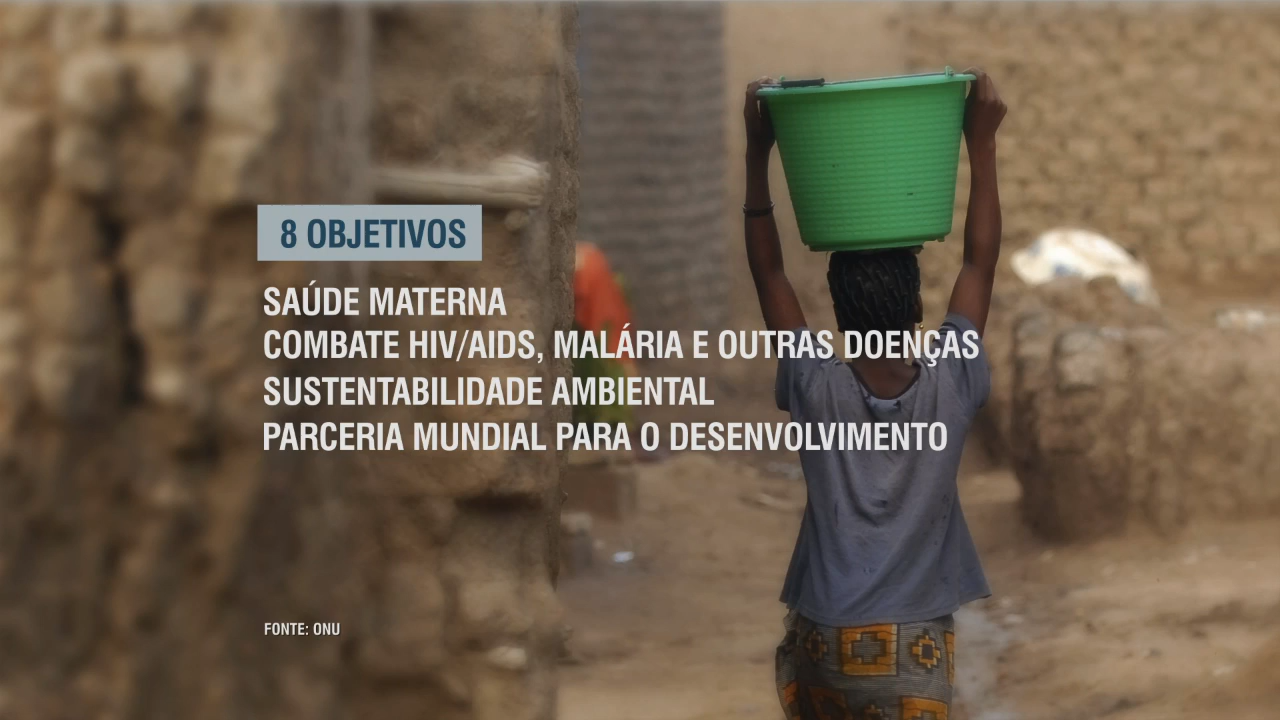 8 OBJETIVOS
SAÚDE MATERNA
COMBATE HIV/AIDS, MALÁRIA E OUTRAS DOENÇAS
SUSTENTABILIDADE AMBIENTAL
PARCERIA MUNDIAL PARA O DESENVOLVIMENTO
FONTE: ONU